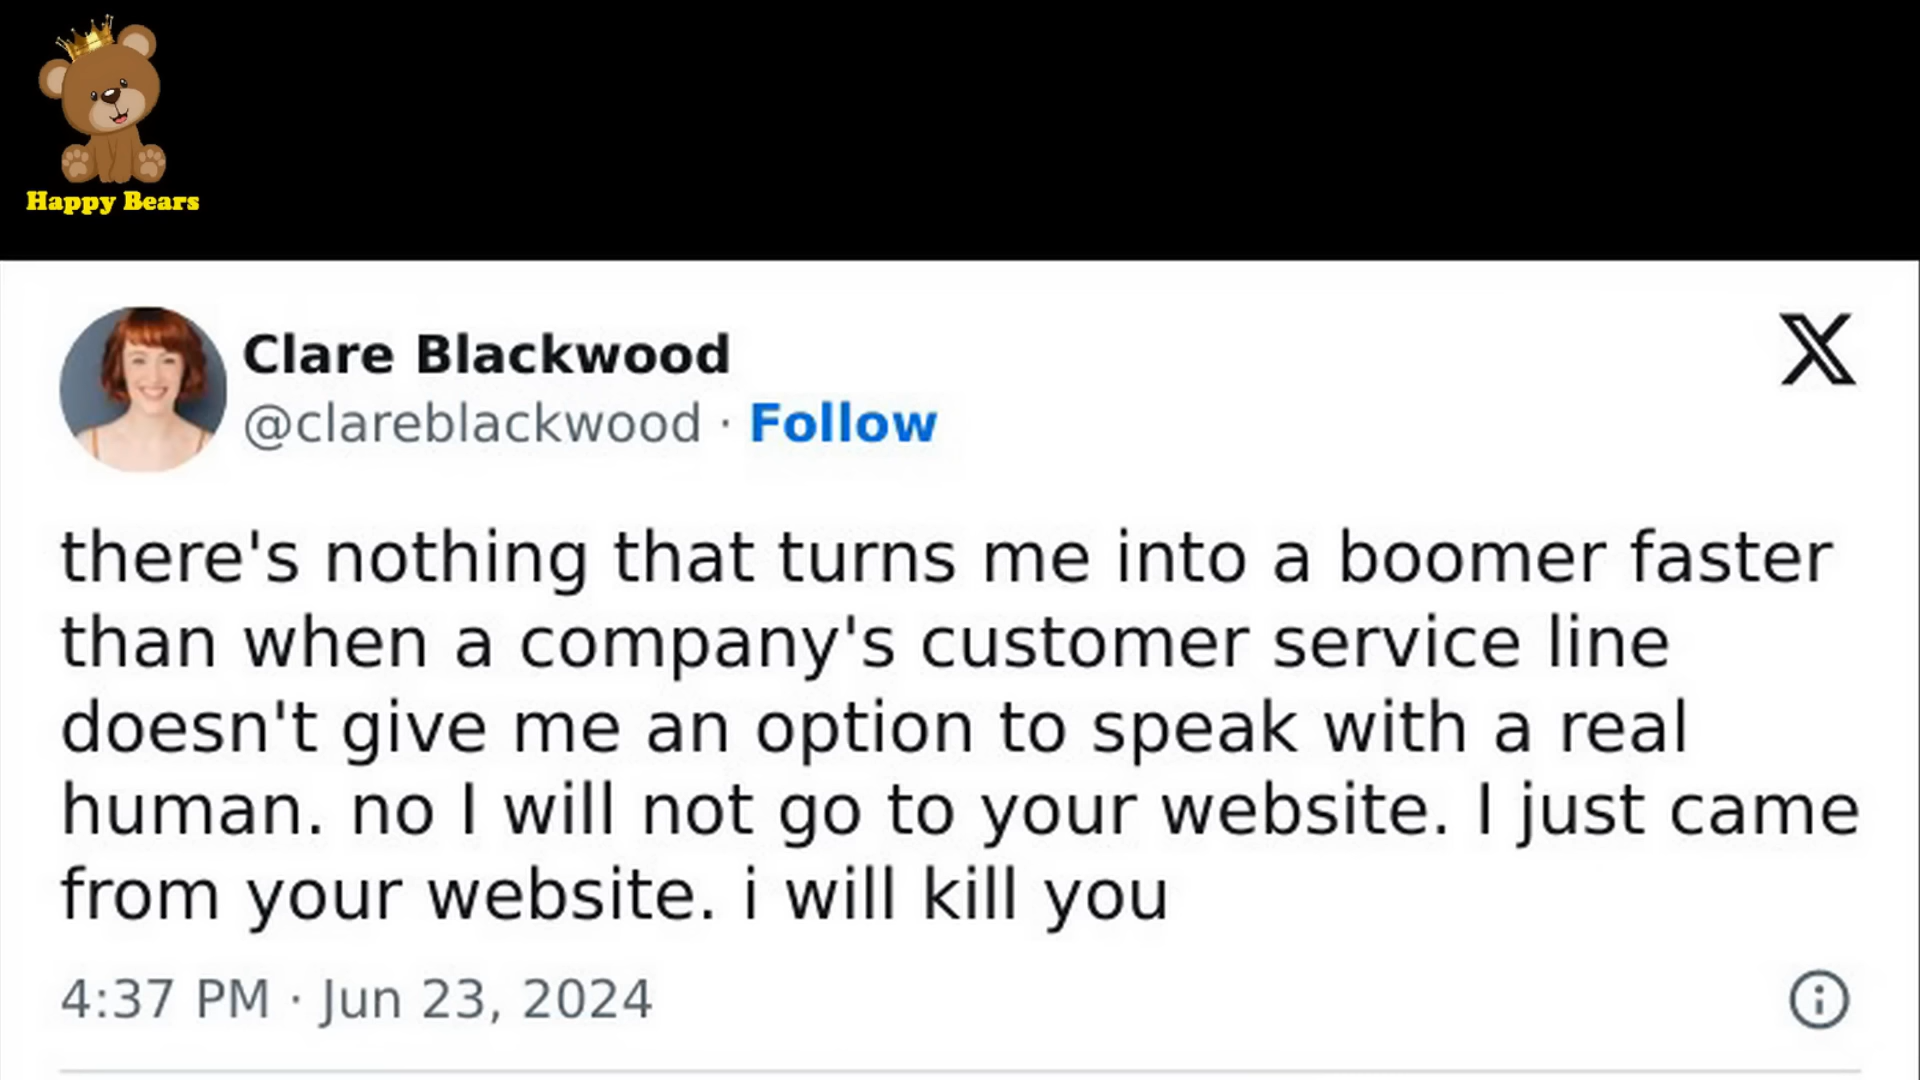 Happy Bears
Clare Blackwood
@clareblackwood · Follow
there's nothing that turns me into a boomer faster
than when a company's customer service line
doesn't give me an option to speak with a real
human. no I will not go to your website. I just came
from your website. i will kill you
4:37 PM · Jun 23, 2024